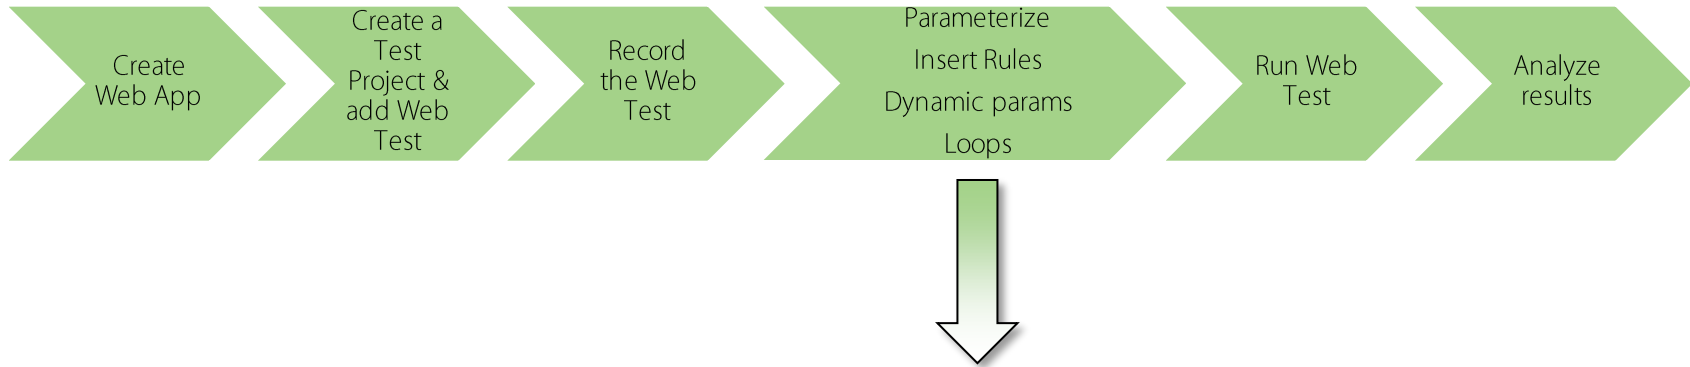 Create
Web App
Create a
Test
Project &
add Web
Test
Record
the Web
Test
Parameterize
Insert Rules
Dynamic params
Loops
Run Web
Test
Analyze
results